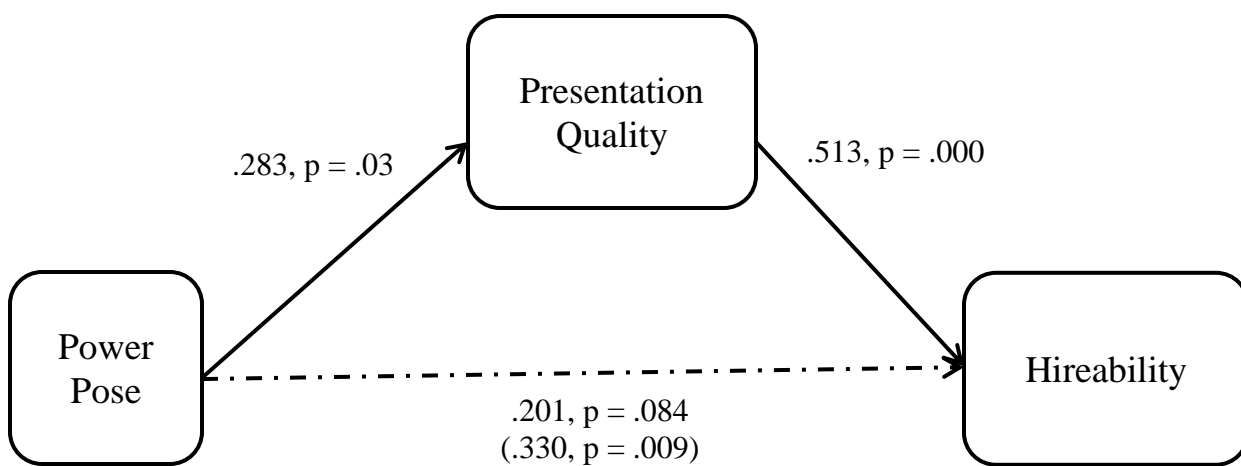 Presentation
Quality
.283, p = .03
.513, p = .000
Power
Pose
Hireability
.201, p = .084
(.330, p = .009)